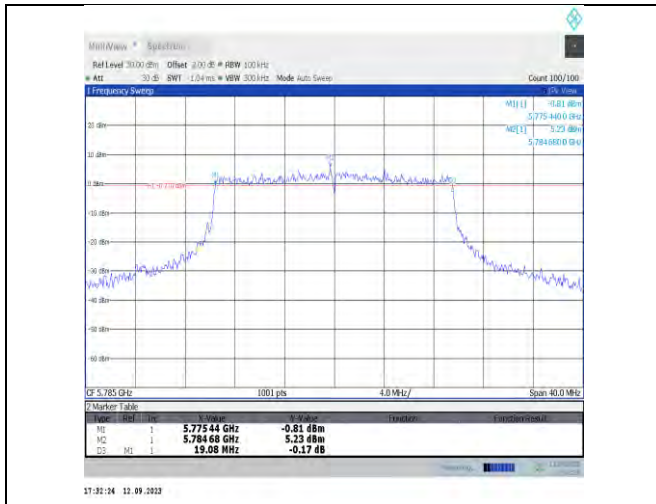 MultiView Spectrum
Ref Level 30.00 dBm Offset 2.00 dB RBW 100 kHz
Att 30 dB SWT 1.04 ms VBW 300 kHz Mode Auto Sweep Count 100/100
1 Frequency Sweep
M1[1] -0.81 dBm
5.775 440 0 GHz
M2[1] 5.23 dBm
5.784 680 0 GHz
20 dBm
10 dBm
0 dBm
-10 dBm
-20 dBm
-30 dBm
-40 dBm
-50 dBm
-60 dBm
CF 5.785 GHz 1001 pts 4.0 MHz/ Span 40.0 MHz
2 Marker Table
Type Ref Trc X-Value Y-Value Function Function Result
M1 1 5.775 44 GHz -0.81 dBm
M2 1 5.784 68 GHz 5.23 dBm
D3 M1 1 19.08 MHz -0.17 dB
17:32:24 12.09.2023